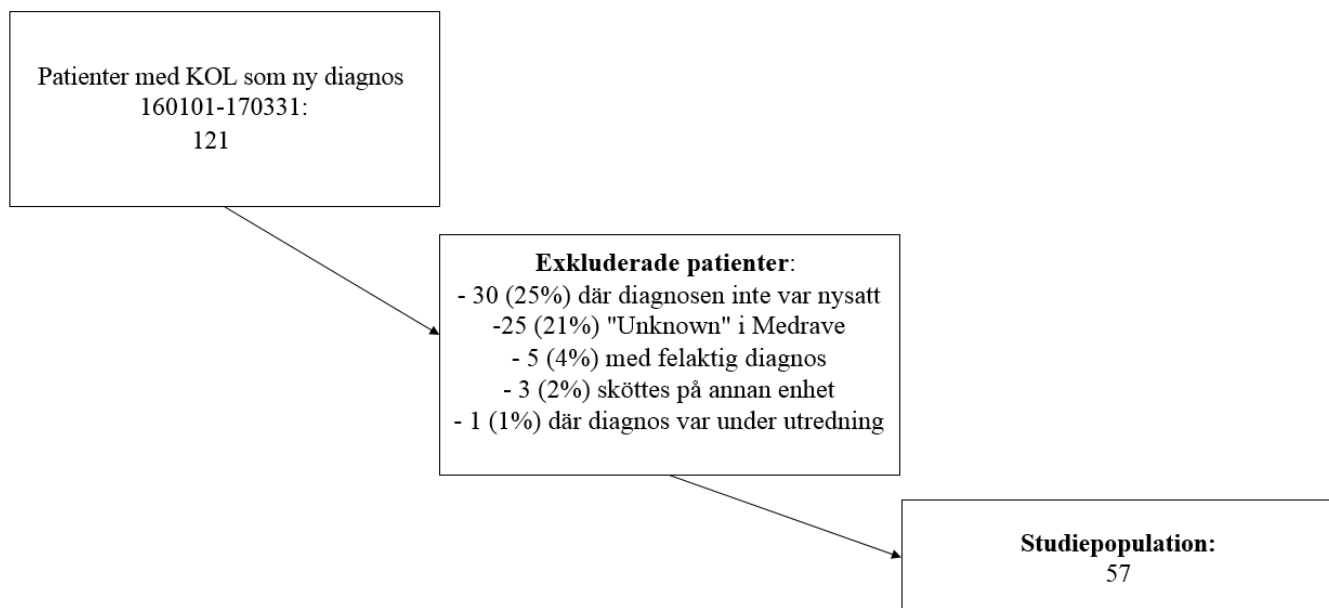 Patienter med KOL som ny diagnos
160101-170331:
121
Exkluderade patienter:
- 30 (25%) där diagnosen inte var nysatt
-25 (21%) "Unknown" i Medrave
- 5 (4%) med felaktig diagnos
- 3 (2%) sköttes på annan enhet
- 1 (1%) där diagnos var under utredning
Studiepopulation:
57